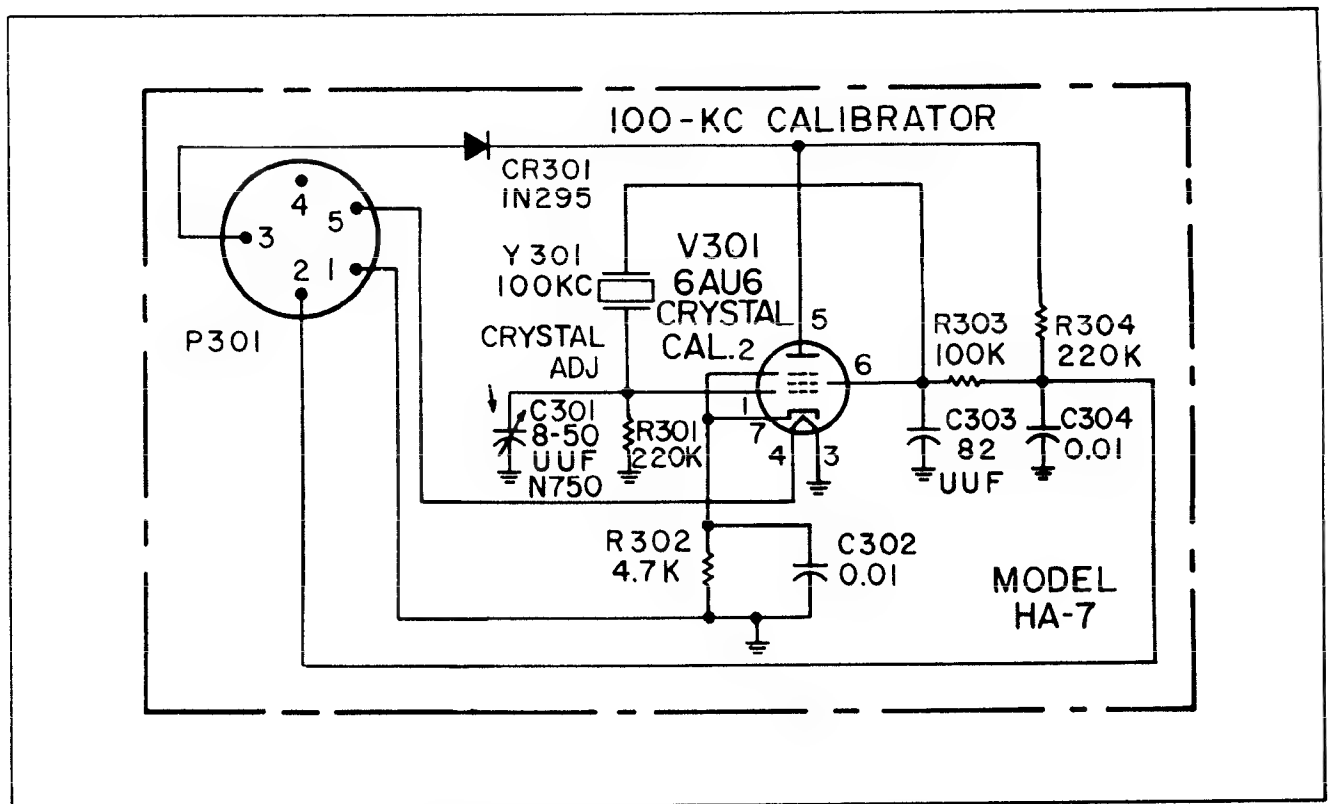 100-KC CALIBRATOR
CR301
IN295
4
5
3
2
1
P301
Y301
100KC
V301
6AU6
CRYSTAL
CAL.
2
5
6
1
7
4
3
CRYSTAL
ADJ
C301
8-50
UUF
N750
R301
220K
R303
100K
R304
220K
C303
82
UUF
C304
0.01
R302
4.7K
C302
0.01
MODEL
HA-7